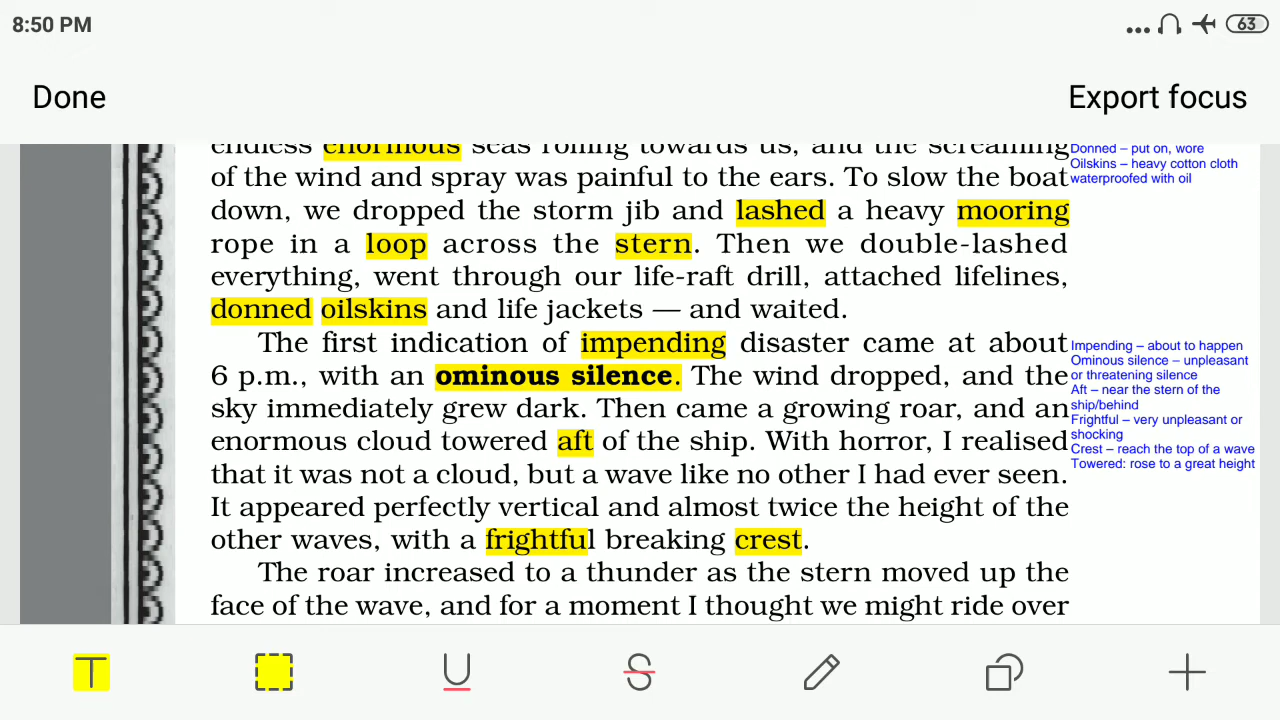 8:50 PM
63
Done
Export focus
endless enormous seas rolling towards us, and the screaming
of the wind and spray was painful to the ears. To slow the boat
down, we dropped the storm jib and lashed a heavy mooring
rope in a loop across the stern. Then we double-lashed
everything, went through our life-raft drill, attached lifelines,
donned oilskins and life jackets — and waited.
The first indication of impending disaster came at about
6 p.m., with an ominous silence. The wind dropped, and the
sky immediately grew dark. Then came a growing roar, and an
enormous cloud towered aft of the ship. With horror, I realised
that it was not a cloud, but a wave like no other I had ever seen.
It appeared perfectly vertical and almost twice the height of the
other waves, with a frightful breaking crest.
The roar increased to a thunder as the stern moved up the
face of the wave, and for a moment I thought we might ride over
Donned – put on, wore
Oilskins – heavy cotton cloth
waterproofed with oil
Impending – about to happen
Ominous silence – unpleasant
or threatening silence
Aft – near the stern of the
ship/behind
Frightful – very unpleasant or
shocking
Crest – reach the top of a wave
Towered: rose to a great height
T
U
S